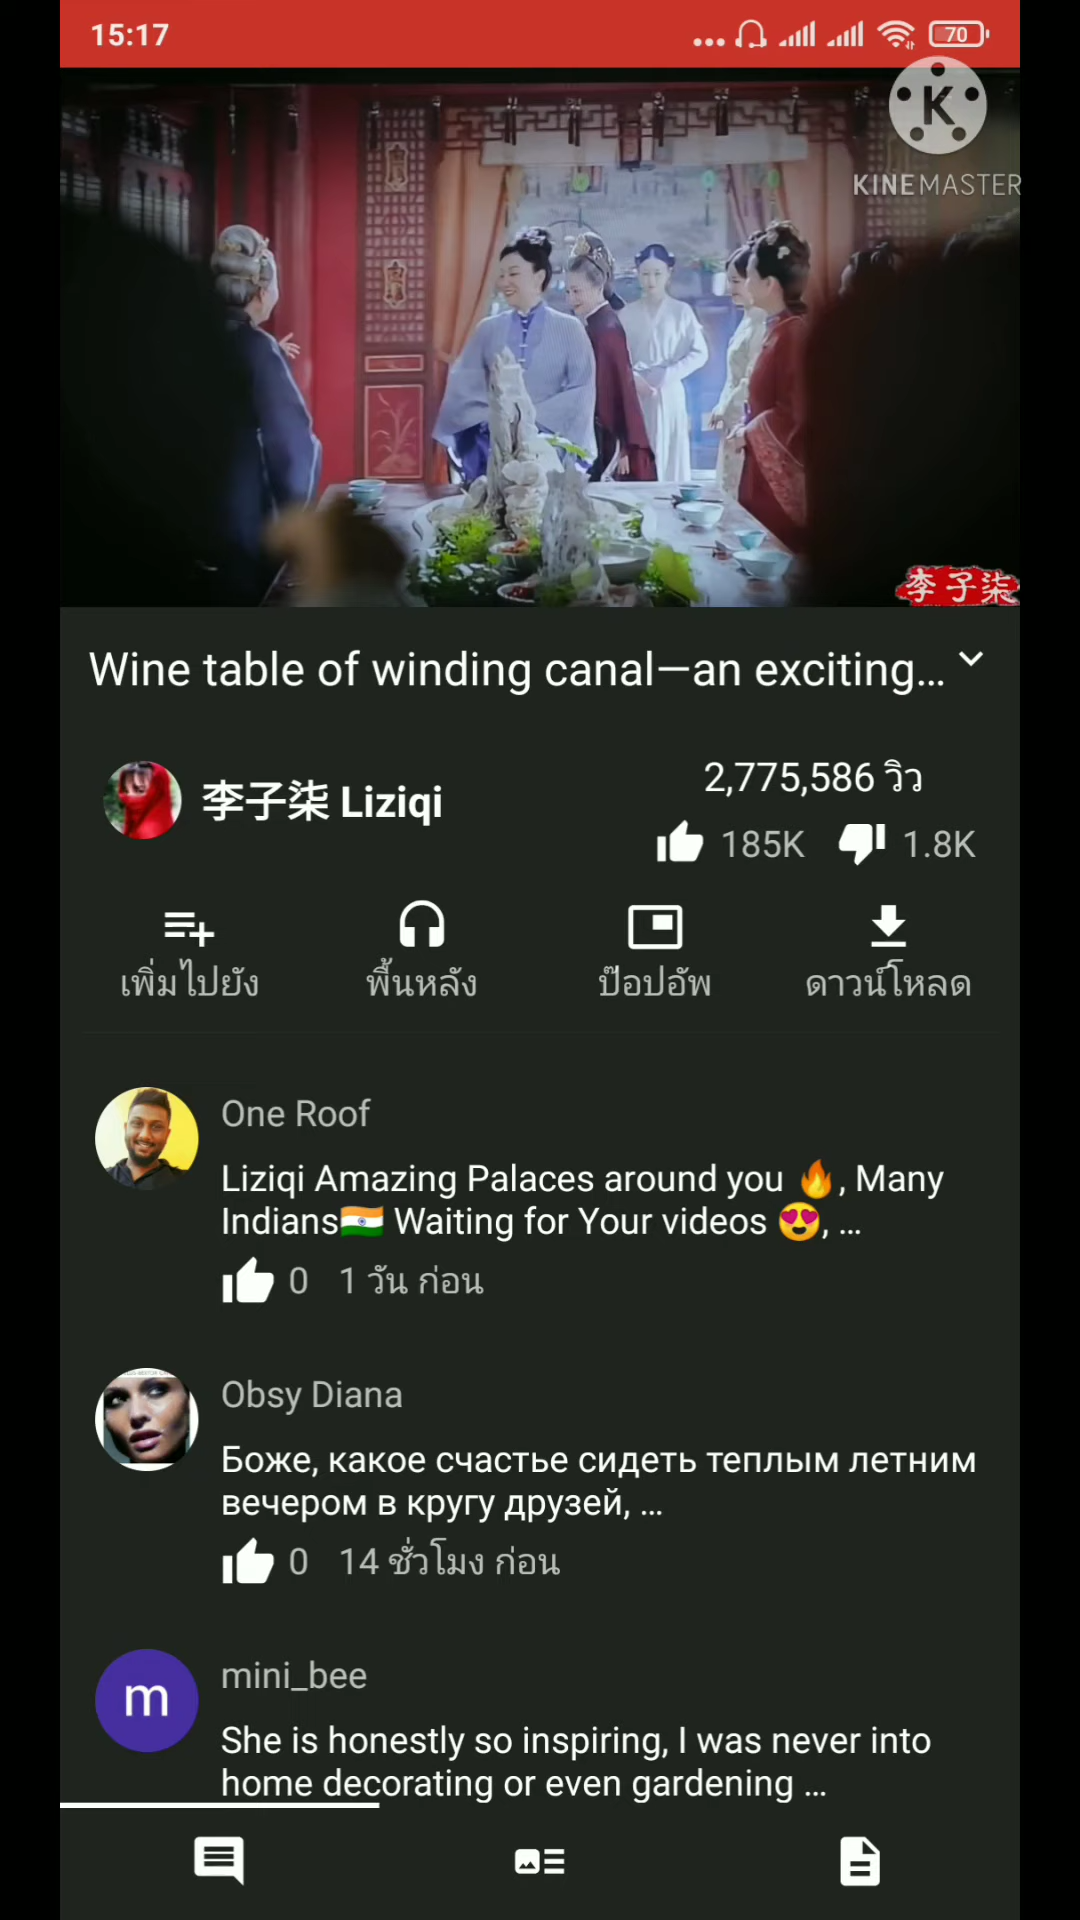 15:17
70
K
KINEMASTER
李子柒
Wine table of winding canal—an exciting...
李子柒 Liziqi
2,775,586 วิว
185K
1.8K
เพิ่มไปยัง
พื้นหลัง
ป๊อปอัพ
ดาวน์โหลด
One Roof
Liziqi Amazing Palaces around you 🔥, Many
Indians🇮🇳 Waiting for Your videos 😍, ...
0 1 วัน ก่อน
Obsy Diana
Боже, какое счастье сидеть теплым летним
вечером в кругу друзей, ...
0 14 ชั่วโมง ก่อน
m
mini_bee
She is honestly so inspiring, I was never into
home decorating or even gardening ...